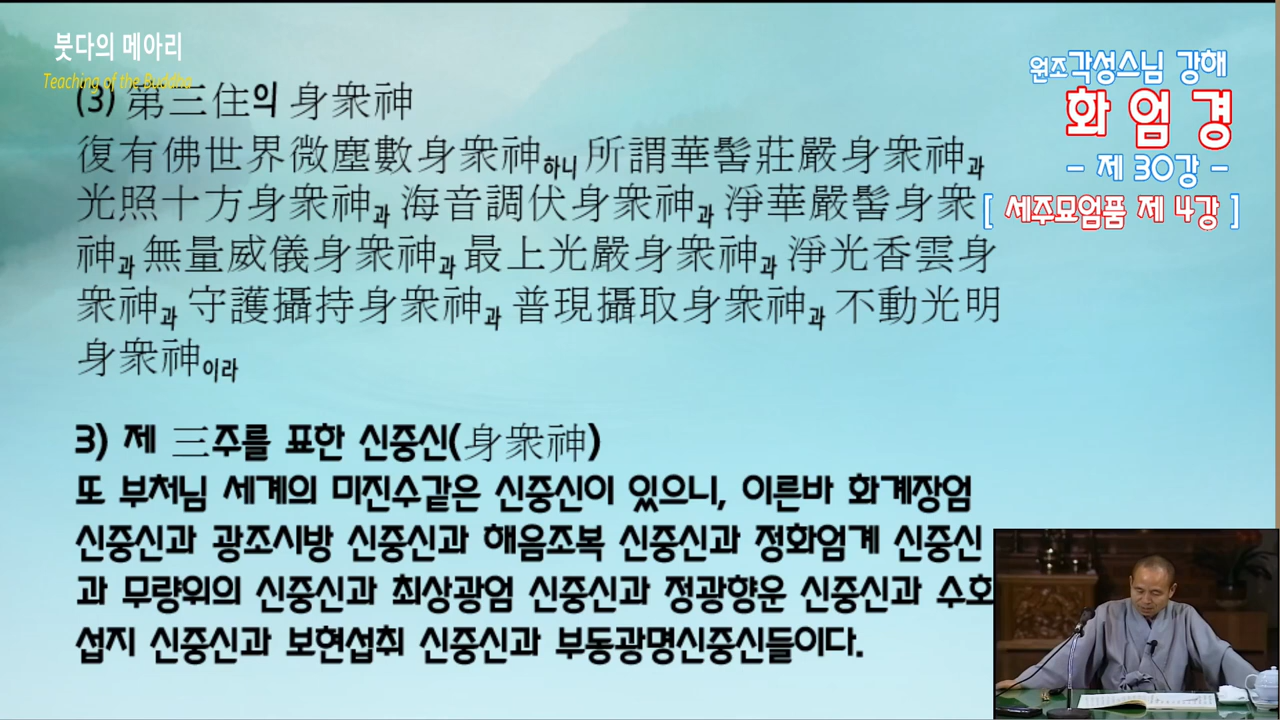 붓다의 메아리
Teaching of the Buddha
원조각성스님 강해
화엄경
- 제 30강 -
[ 세주묘엄품 제 4강 ]
(3) 第三住의 身衆神
復有佛世界微塵數身衆神하니 所謂華髻莊嚴身衆神과
光照十方身衆神과 海音調伏身衆神과 淨華嚴髻身衆
神과 無量威儀身衆神과 最上光嚴身衆神과 淨光香雲身
衆神과 守護攝持身衆神과 普現攝取身衆神과 不動光明
身衆神이라
3) 제 三주를 표한 신중신(身衆神)
또 부처님 세계의 미진수같은 신중신이 있으니, 이른바 화계장엄
신중신과 광조시방 신중신과 해음조복 신중신과 정화엄계 신중신
과 무량위의 신중신과 최상광엄 신중신과 정광향운 신중신과 수호
섭지 신중신과 보현섭취 신중신과 부동광명신중신들이다.